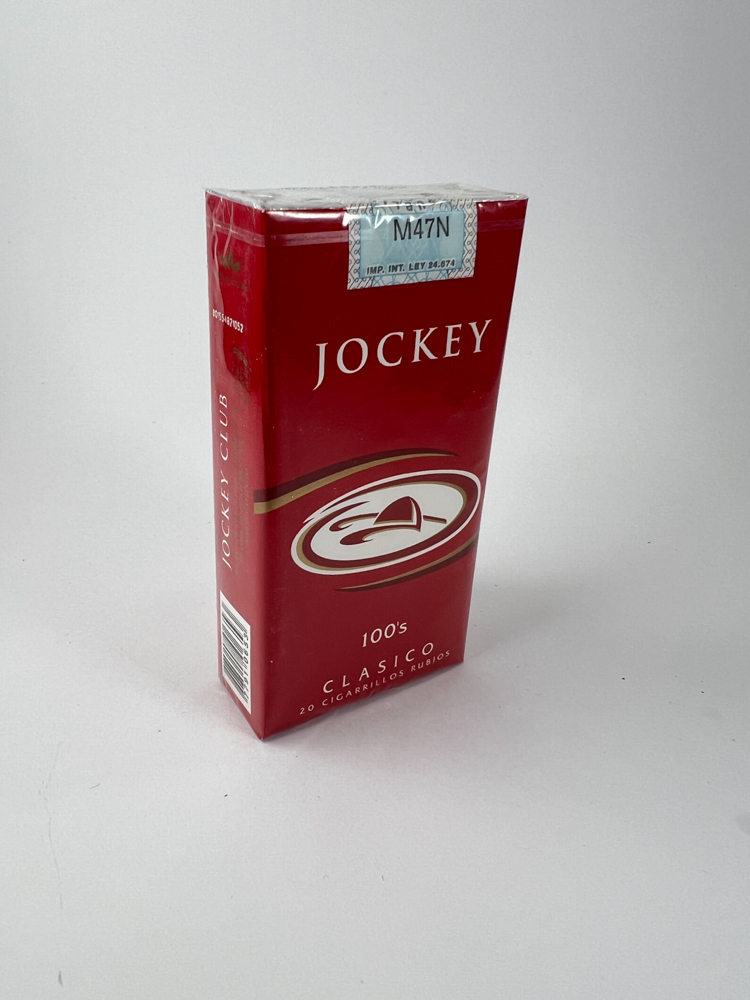 M47N
IMP. INT. LEY 24.674
JOCKEY
100's
CLASICO
20 CIGARRILLOS RUBIOS
JOCKEY CLUB